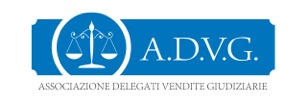 A.D.V.G.
ASSOCIAZIONE DELEGATI VENDITE GIUDIZIARIE